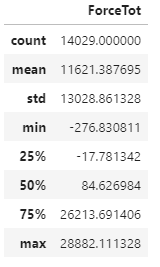 ForceTot
count 14029.000000
mean 11621.387695
std 13028.861328
min -276.830811
25% -17.781342
50% 84.626984
75% 26213.691406
max 28882.111328